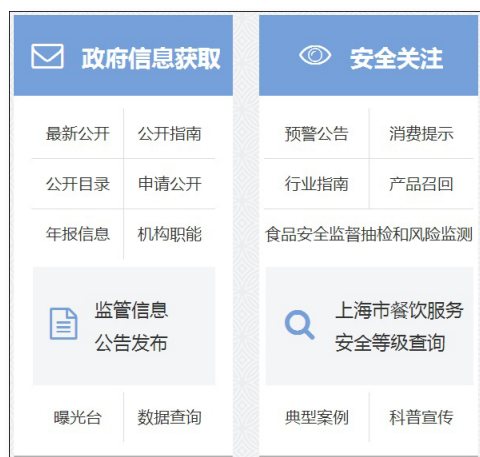 政府信息获取
最新公开 公开指南
公开目录 申请公开
年报信息 机构职能
监管信息
公告发布
曝光台 数据查询
安全关注
预警公告 消费提示
行业指南 产品召回
食品安全监督抽检和风险监测
上海市餐饮服务
安全等级查询
典型案例 科普宣传